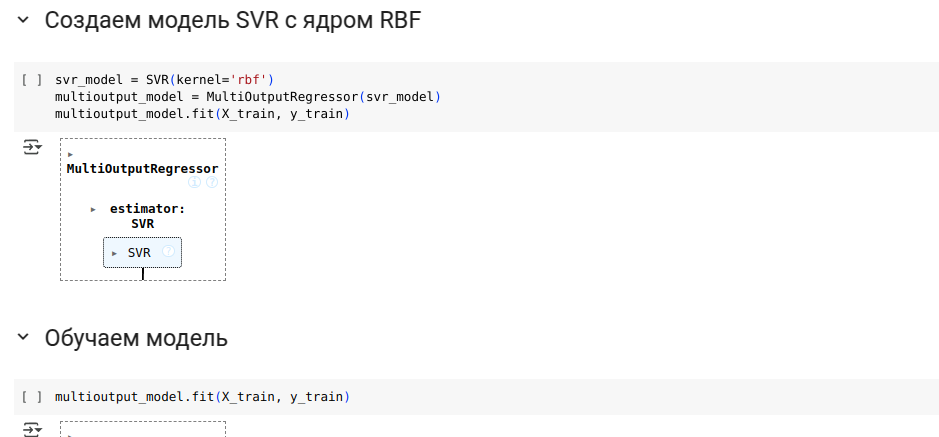 Создаем модель SVR с ядром RBF
[ ] svr_model = SVR(kernel='rbf')
multioutput_model = MultiOutputRegressor(svr_model)
multioutput_model.fit(X_train, y_train)
MultiOutputRegressor
i ?
estimator:
SVR
SVR ?
Обучаем модель
[ ] multioutput_model.fit(X_train, y_train)